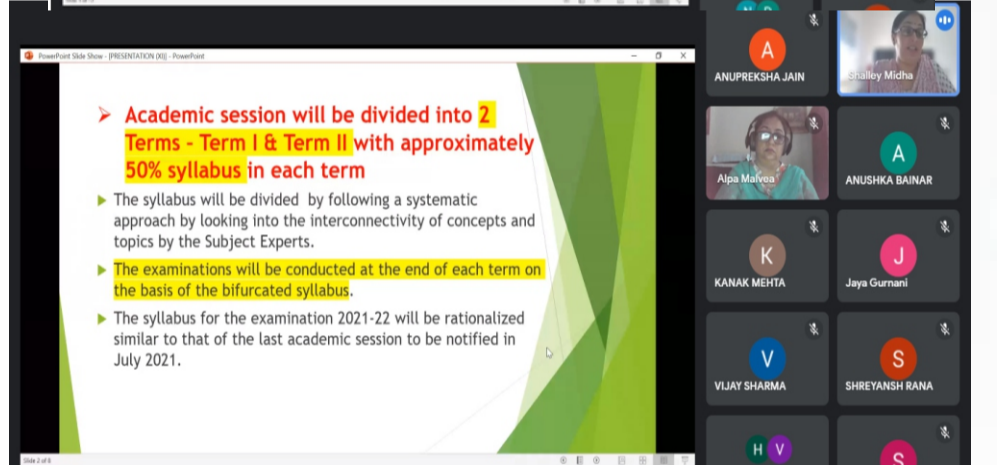 PowerPoint Slide Show - [PRESENTATION (XI)] - PowerPoint
Academic session will be divided into 2
Terms - Term I & Term II with approximately
50% syllabus in each term
The syllabus will be divided by following a systematic
approach by looking into the interconnectivity of concepts and
topics by the Subject Experts.
The examinations will be conducted at the end of each term on
the basis of the bifurcated syllabus.
The syllabus for the examination 2021-22 will be rationalized
similar to that of the last academic session to be notified in
July 2021.
Slide 2 of 8
A
ANUPREKSHA JAIN
Shalley Midha
Alpa Malvea
A
ANUSHKA BAINAR
K
KANAK MEHTA
J
Jaya Gurnani
V
VIJAY SHARMA
S
SHREYANSH RANA
H V
S